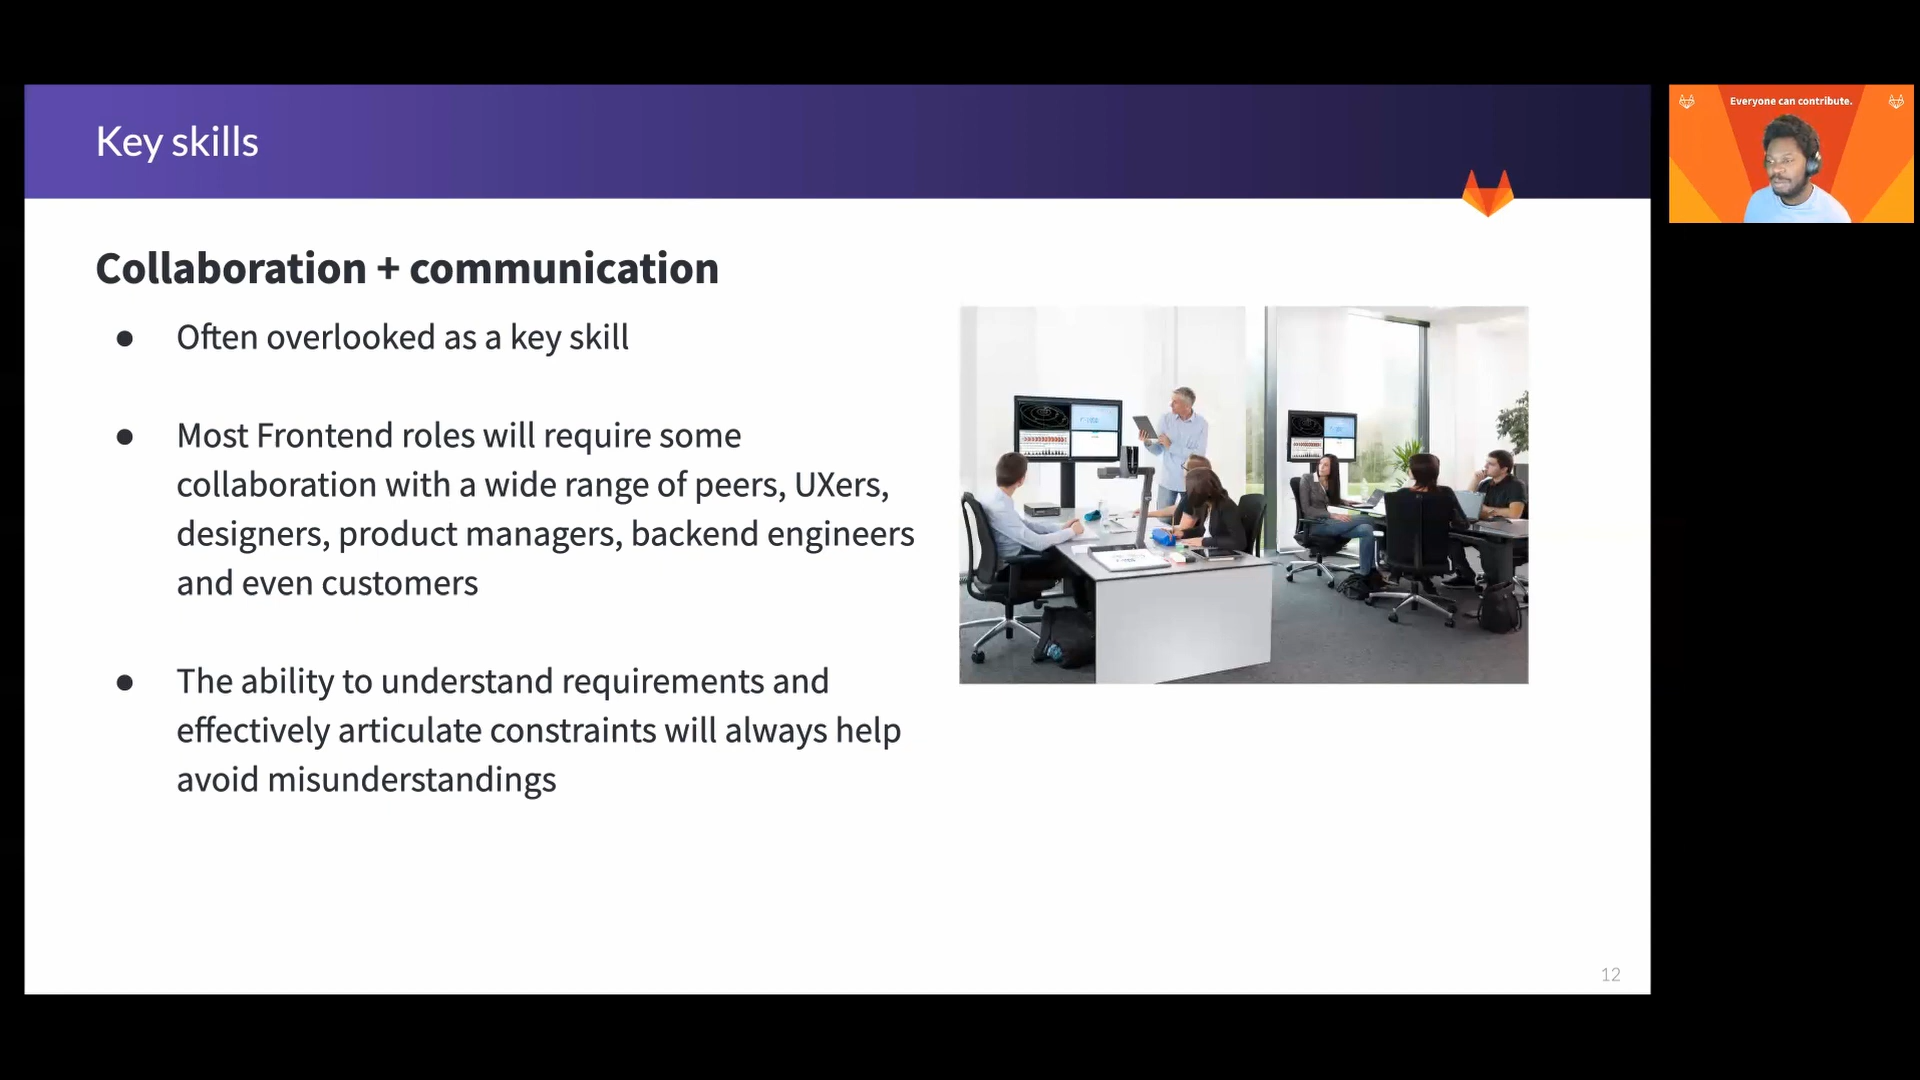 Key skills
Everyone can contribute.
Collaboration + communication
● Often overlooked as a key skill
● Most Frontend roles will require some
collaboration with a wide range of peers, UXers,
designers, product managers, backend engineers
and even customers
● The ability to understand requirements and
effectively articulate constraints will always help
avoid misunderstandings
12